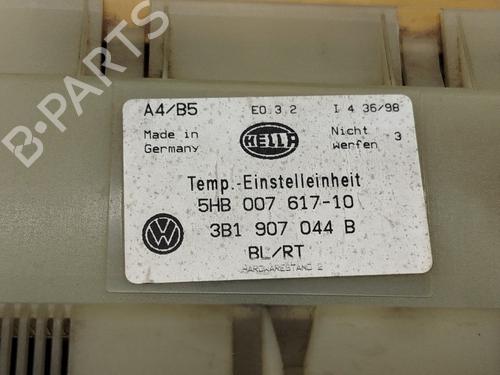 B-PARTS
A4/B5 E0 3 2 I 4 36/98
Made in Germany
HELLA
Nicht werfen 3
Temp.-Einstelleinheit
5HB 007 617-10
VW
3B1 907 044 B
BL/RT
HARDWARESTAND 2